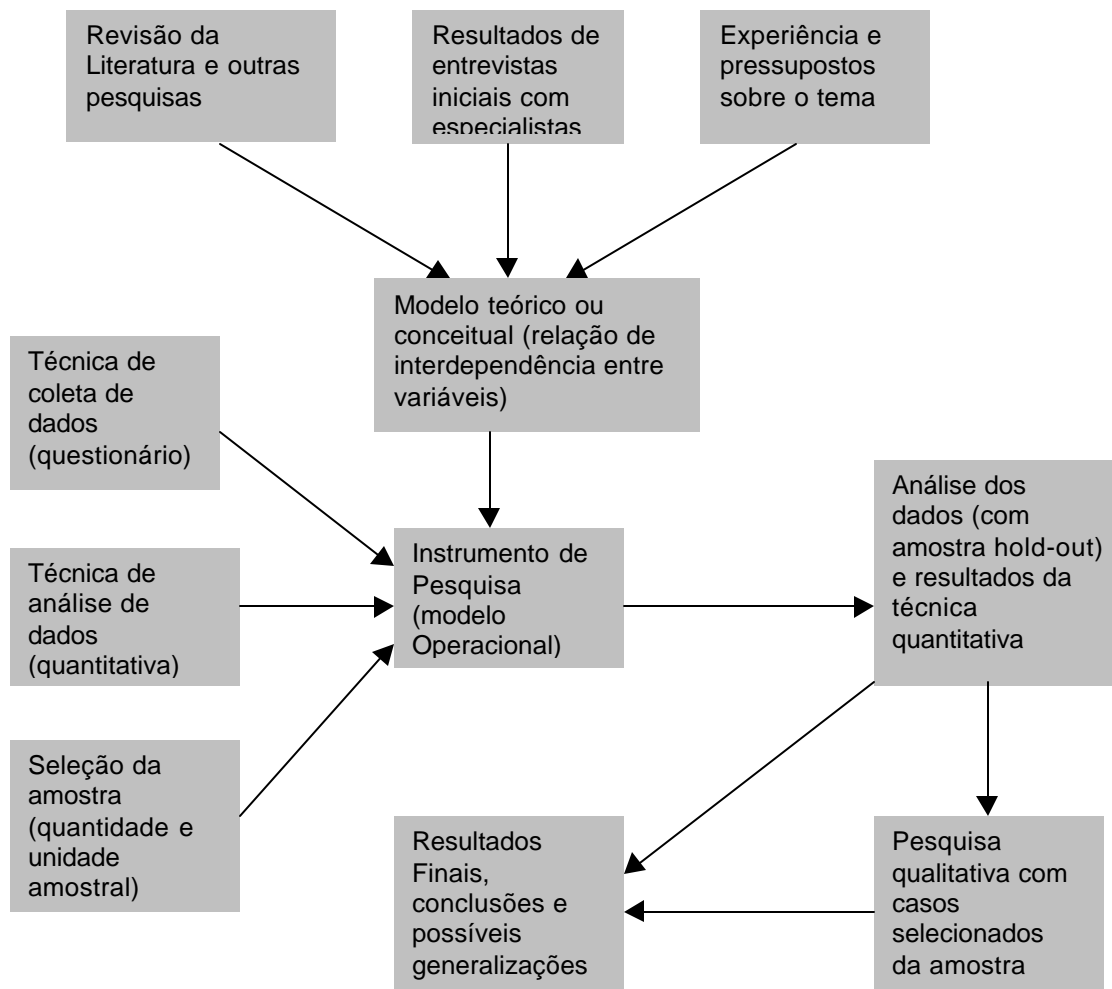 Revisão da
Literatura e outras
pesquisas
Resultados de
entrevistas
iniciais com
especialistas
Experiência e
pressupostos
sobre o tema
Modelo teórico ou
conceitual (relação de
interdependência entre
variáveis)
Técnica de
coleta de
dados
(questionário)
Técnica de
análise de
dados
(quantitativa)
Seleção da
amostra
(quantidade e
unidade
amostral)
Instrumento de
Pesquisa
(modelo
Operacional)
Análise dos
dados (com
amostra hold-out)
e resultados da
técnica
quantitativa
Resultados
Finais,
conclusões e
possíveis
generalizações
Pesquisa
qualitativa com
casos
selecionados
da amostra